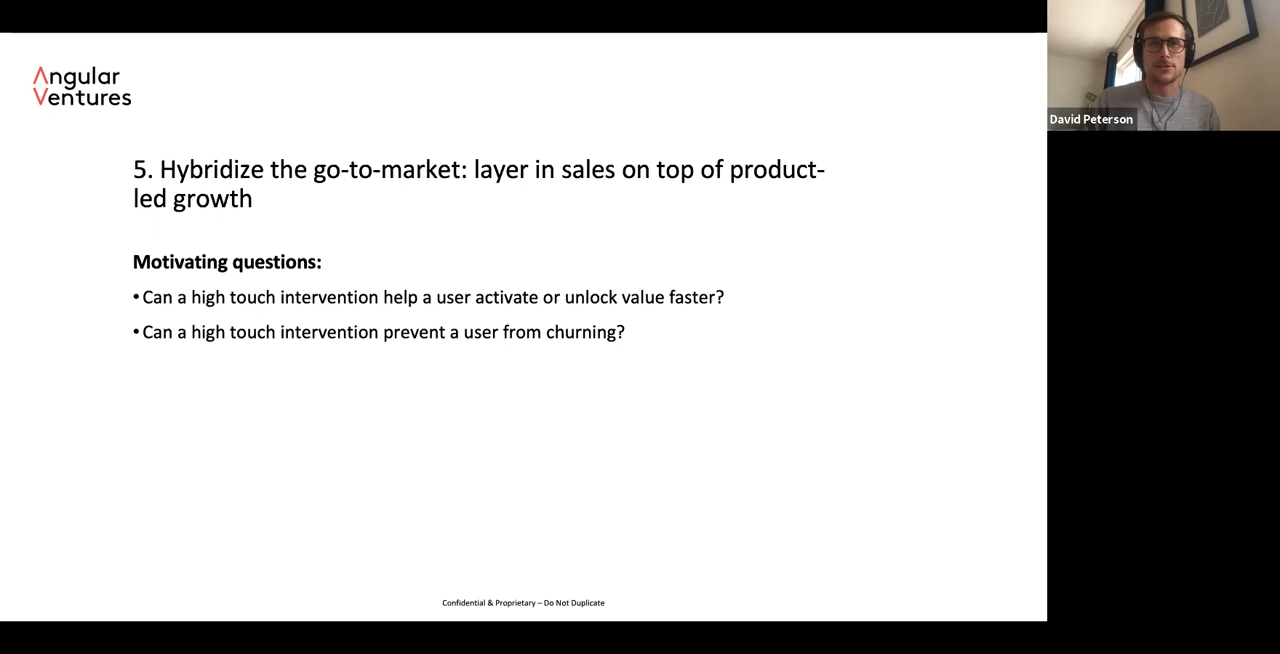 Angular
Ventures
David Peterson
5. Hybridize the go-to-market: layer in sales on top of product-
led growth
Motivating questions:
• Can a high touch intervention help a user activate or unlock value faster?
• Can a high touch intervention prevent a user from churning?
Confidential & Proprietary – Do Not Duplicate